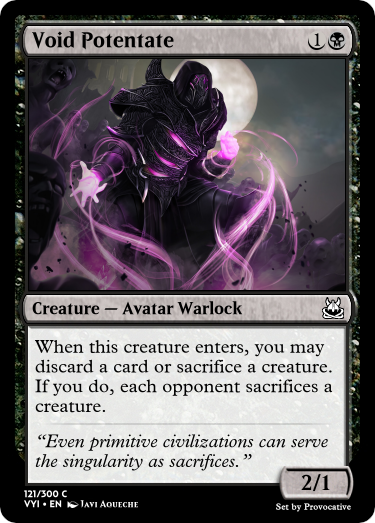 Void Potentate 1
Creature — Avatar Warlock
When this creature enters, you may
discard a card or sacrifice a creature.
If you do, each opponent sacrifices a
creature.
“Even primitive civilizations can serve
the singularity as sacrifices.”
2/1
121/300 C
VYI • EN Javi Aoueche
Set by Provocative